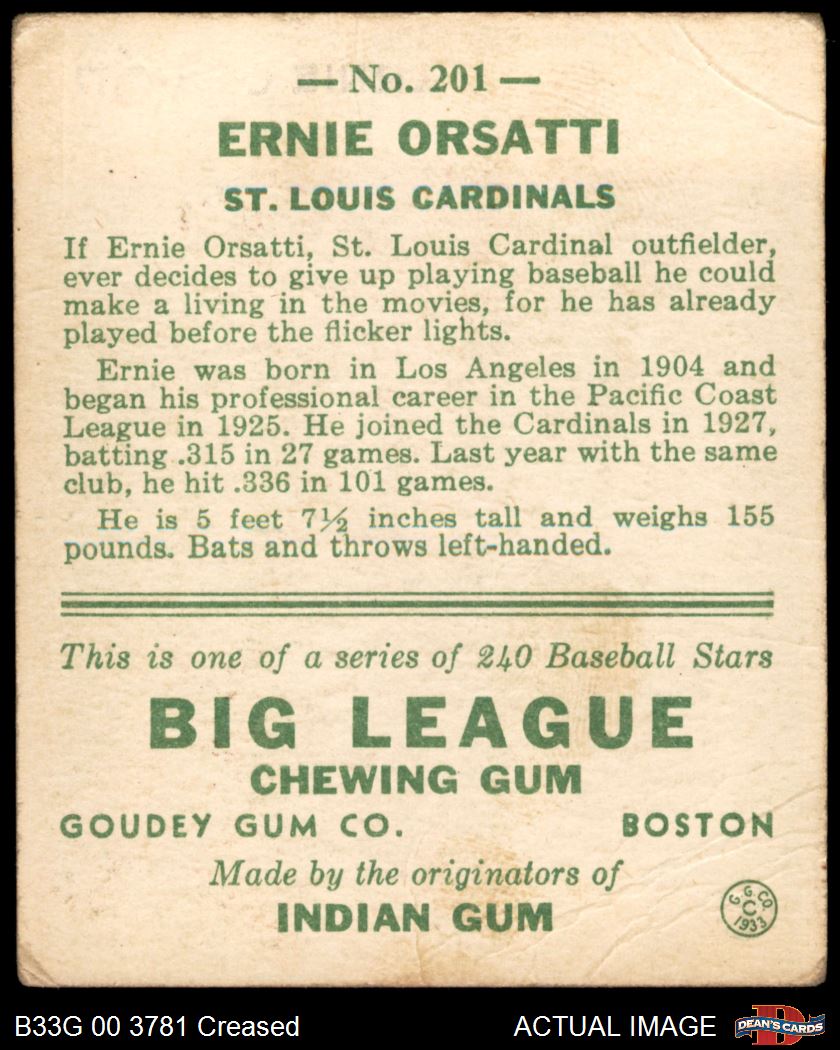 — No. 201 —
ERNIE ORSATTI
ST. LOUIS CARDINALS
If Ernie Orsatti, St. Louis Cardinal outfielder,
ever decides to give up playing baseball he could
make a living in the movies, for he has already
played before the flicker lights.
Ernie was born in Los Angeles in 1904 and
began his professional career in the Pacific Coast
League in 1925. He joined the Cardinals in 1927,
batting .315 in 27 games. Last year with the same
club, he hit .336 in 101 games.
He is 5 feet 7½ inches tall and weighs 155
pounds. Bats and throws left-handed.
This is one of a series of 240 Baseball Stars
BIG LEAGUE
CHEWING GUM
GOUDEY GUM CO. BOSTON
Made by the originators of
INDIAN GUM
G. G. CO.
C
1933
B33G 00 3781 Creased ACTUAL IMAGE
D
DEAN'S CARDS